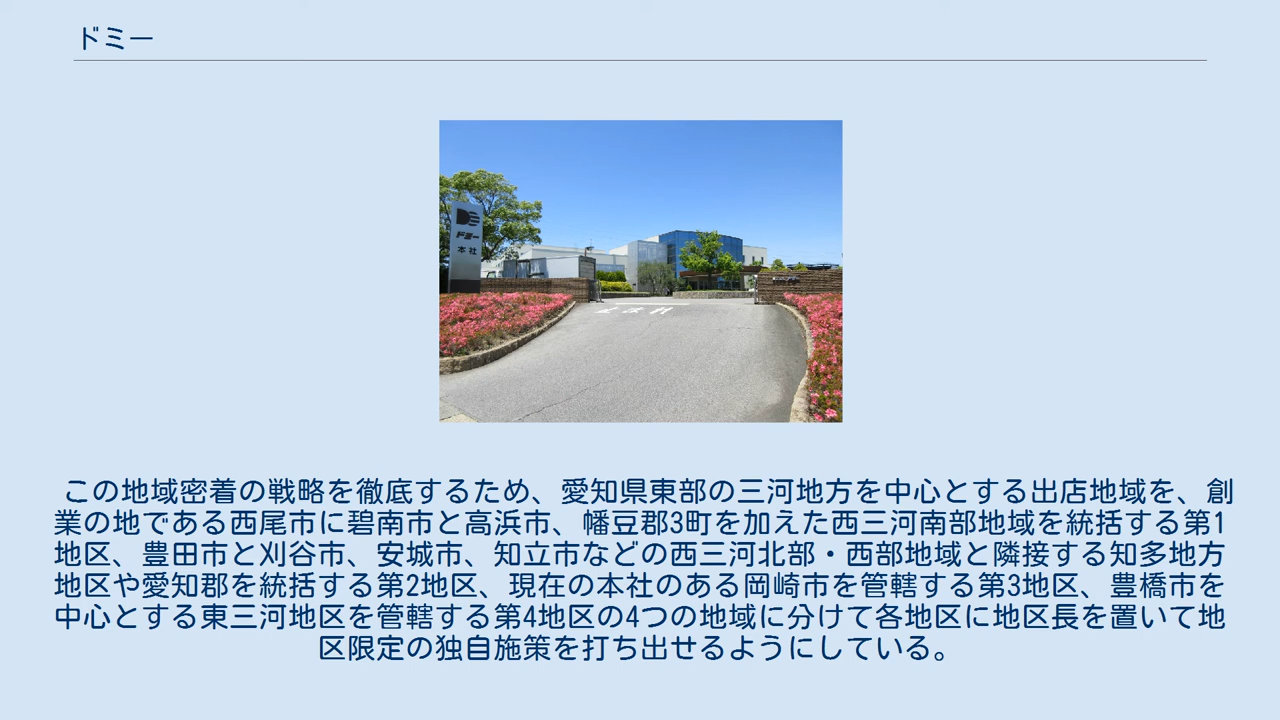 ドミー
ドミー
本社
この地域密着の戦略を徹底するため、愛知県東部の三河地方を中心とする出店地域を、創
業の地である西尾市に碧南市と高浜市、幡豆郡3町を加えた西三河南部地域を統括する第1
地区、豊田市と刈谷市、安城市、知立市などの西三河北部・西部地域と隣接する知多地方
地区や愛知郡を統括する第2地区、現在の本社のある岡崎市を管轄する第3地区、豊橋市を
中心とする東三河地区を管轄する第4地区の4つの地域に分けて各地区に地区長を置いて地
区限定の独自施策を打ち出せるようにしている。